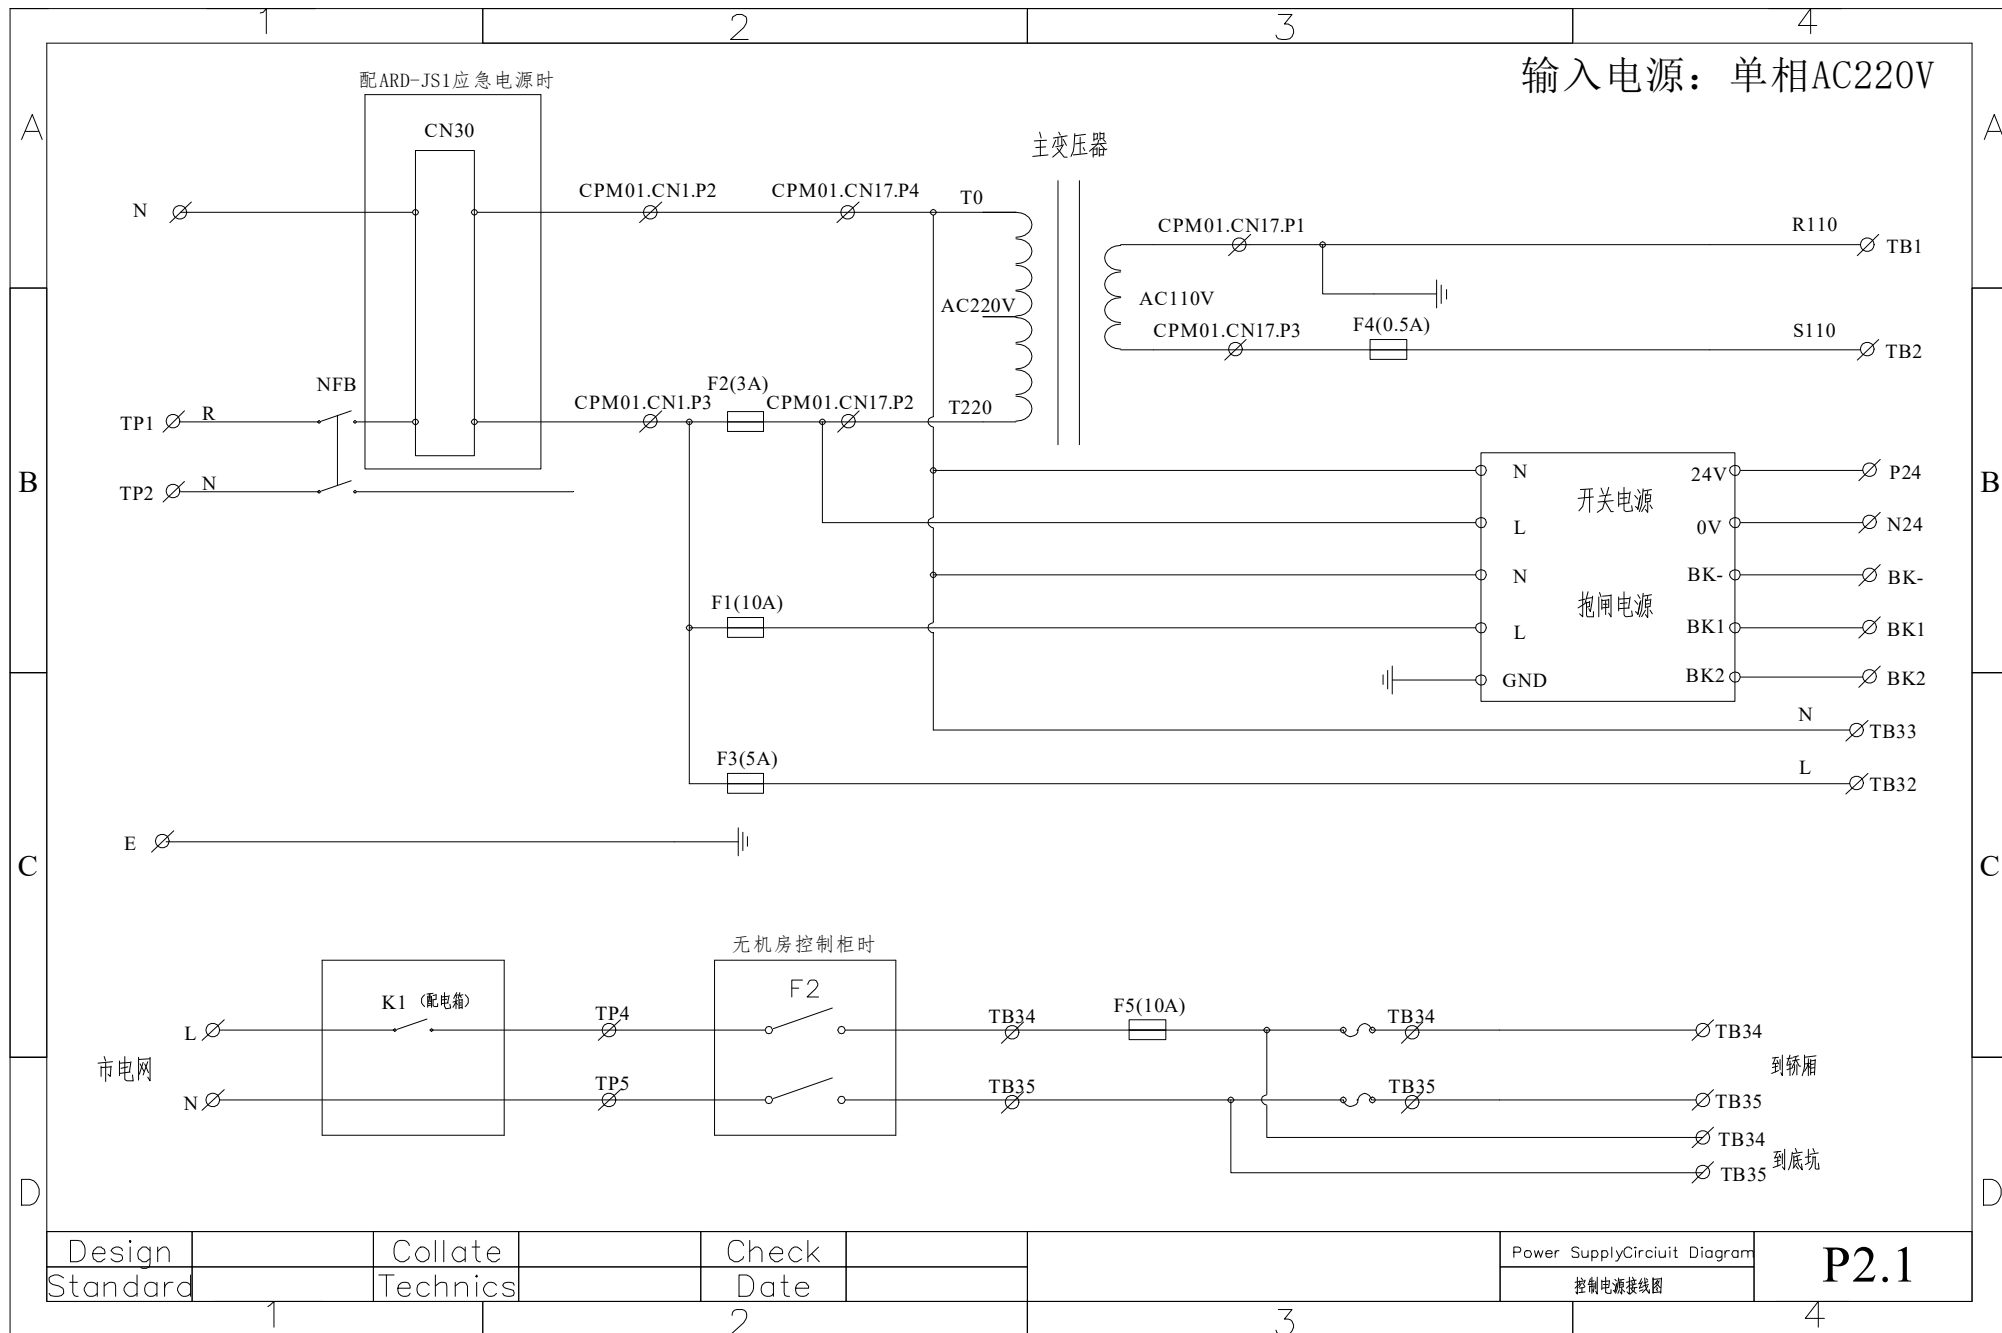 1 2 3 4
输入电源：单相AC220V
配ARD-JS1应急电源时
A A
CN30
主变压器
N CPM01.CN1.P2 CPM01.CN17.P4 T0
CPM01.CN17.P1 R110 TB1
AC220V AC110V
CPM01.CN17.P3 F4(0.5A) S110 TB2
NFB F2(3A)
TP1 R CPM01.CN1.P3 CPM01.CN17.P2 T220
B TP2 N B
N 24V P24
开关电源
L 0V N24
N BK- BK-
F1(10A) 抱闸电源
L BK1 BK1
GND BK2 BK2
N TB33
F3(5A) L TB32
E
C C
无机房控制柜时
K1 (配电箱) F2
L TP4 TB34 F5(10A) TB34 TB34
市电网 到轿厢
N TP5 TB35 TB35 TB35
TB34
到底坑
TB35
D D
Design Collate Check Power SupplyCirciuit Diagram P2.1
Standard Technics Date 控制电源接线图
1 2 3 4